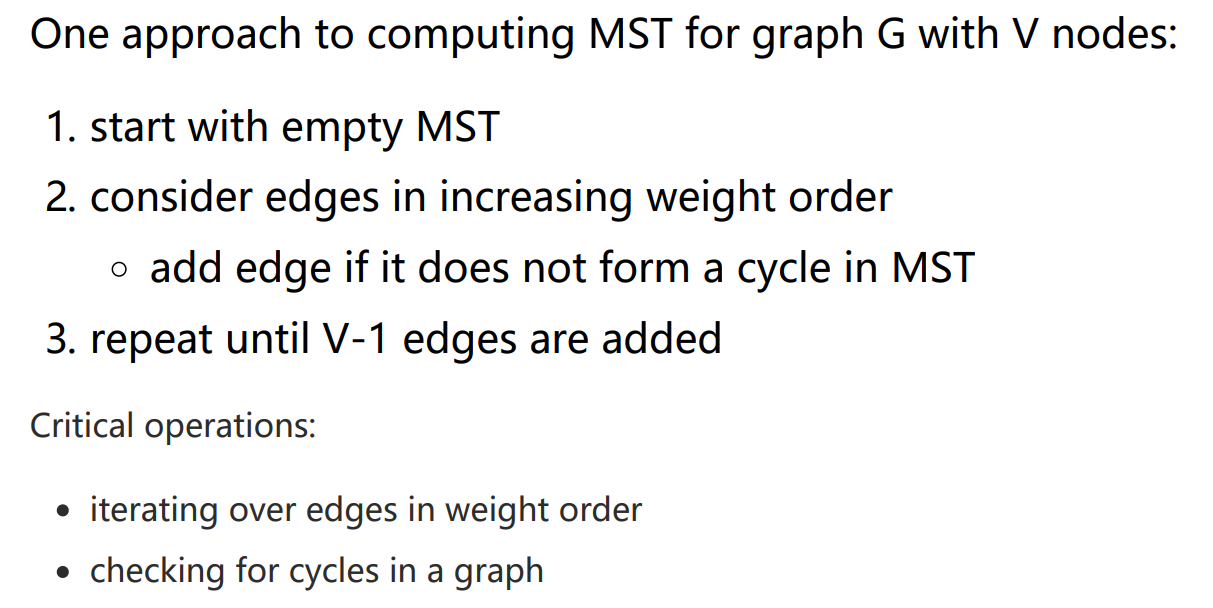 One approach to computing MST for graph G with V nodes:
1. start with empty MST
2. consider edges in increasing weight order
◦ add edge if it does not form a cycle in MST
3. repeat until V-1 edges are added
Critical operations:
• iterating over edges in weight order
• checking for cycles in a graph